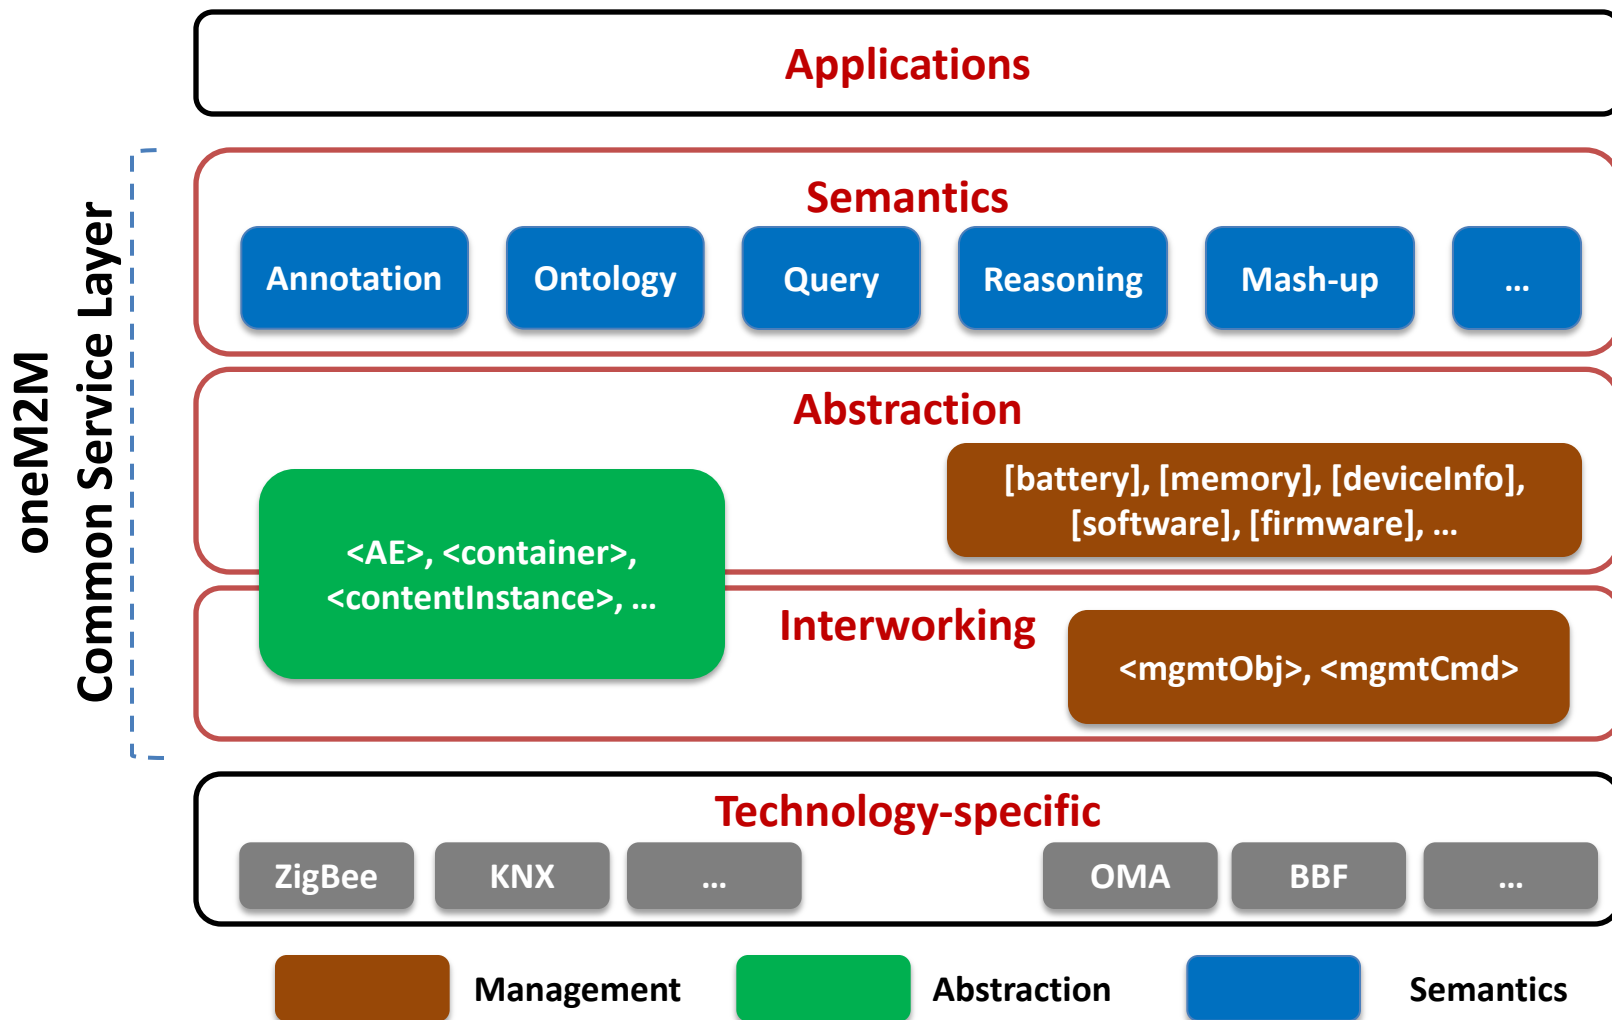 Applications
oneM2M
Common Service Layer
Semantics
Annotation
Ontology
Query
Reasoning
Mash-up
...
Abstraction
[battery], [memory], [deviceInfo],
[software], [firmware], ...
<AE>, <container>,
<contentInstance>, ...
Interworking
<mgmtObj>, <mgmtCmd>
Technology-specific
ZigBee
KNX
...
OMA
BBF
...
Management
Abstraction
Semantics